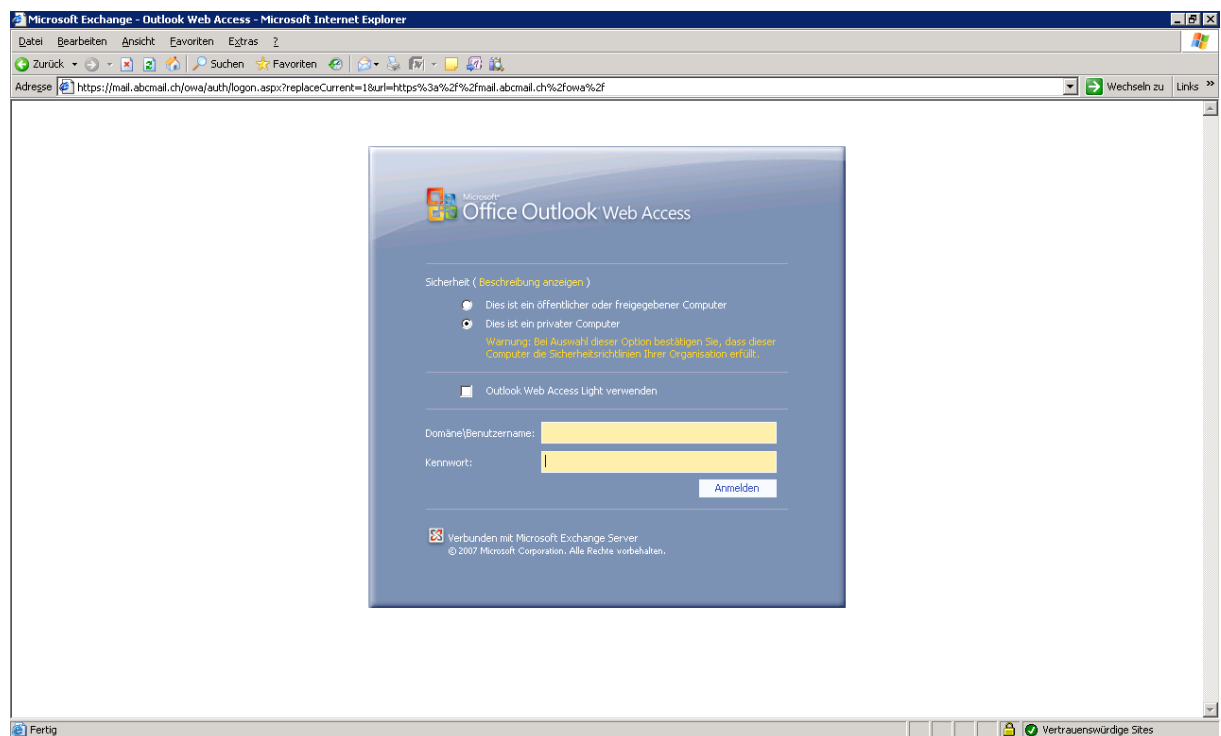 Microsoft Exchange - Outlook Web Access - Microsoft Internet Explorer
Datei Bearbeiten Ansicht Favoriten Extras ?
Zurück Suchen Favoriten
Adresse https://mail.abcmail.ch/owa/auth/logon.aspx?replaceCurrent=1&url=https%3a%2f%2fmail.abcmail.ch%2fowa%2f Wechseln zu Links »
Microsoft
Office Outlook Web Access
Sicherheit ( Beschreibung anzeigen )
Dies ist ein öffentlicher oder freigegebener Computer
Dies ist ein privater Computer
Warnung: Bei Auswahl dieser Option bestätigen Sie, dass dieser
Computer die Sicherheitsrichtlinien Ihrer Organisation erfüllt.
Outlook Web Access Light verwenden
Domäne\Benutzername:
Kennwort:
Anmelden
Verbunden mit Microsoft Exchange Server
© 2007 Microsoft Corporation. Alle Rechte vorbehalten.
Fertig Vertrauenswürdige Sites